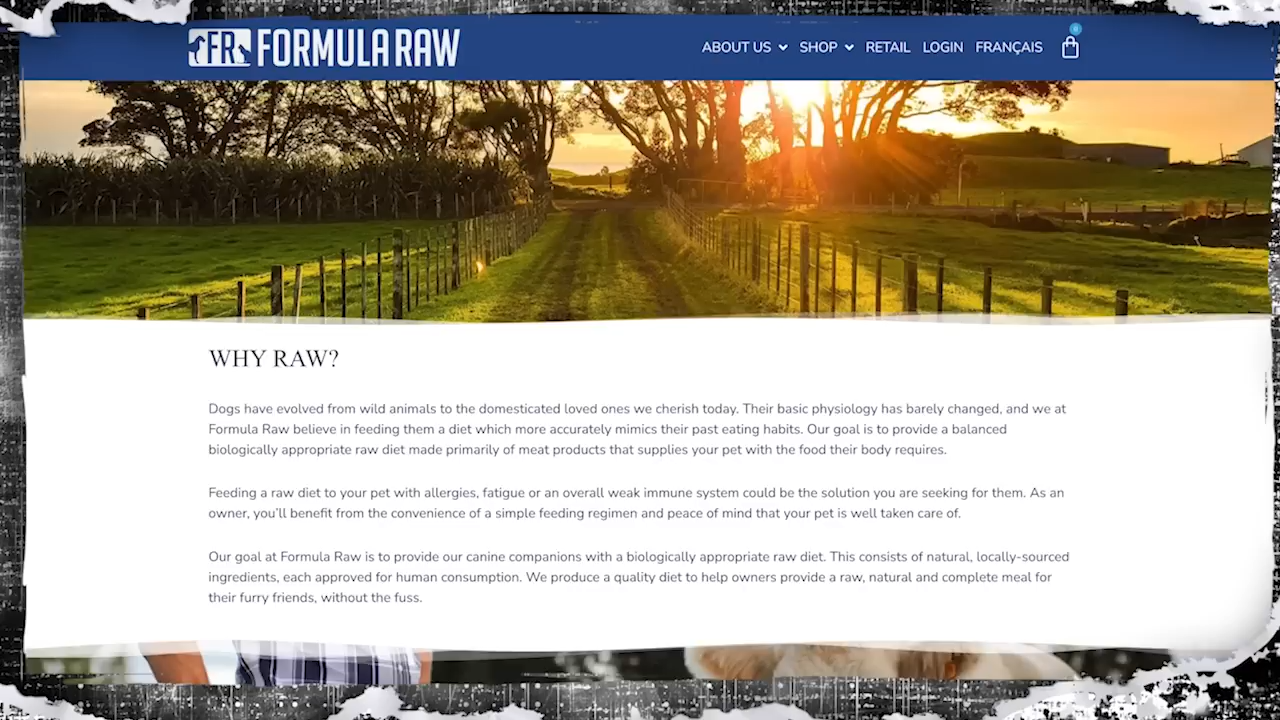 FR FORMULA RAW
ABOUT US SHOP RETAIL LOGIN FRANÇAIS
WHY RAW?
Dogs have evolved from wild animals to the domesticated loved ones we cherish today. Their basic physiology has barely changed, and we at
Formula Raw believe in feeding them a diet which more accurately mimics their past eating habits. Our goal is to provide a balanced
biologically appropriate raw diet made primarily of meat products that supplies your pet with the food their body requires.
Feeding a raw diet to your pet with allergies, fatigue or an overall weak immune system could be the solution you are seeking for them. As an
owner, you'll benefit from the convenience of a simple feeding regimen and peace of mind that your pet is well taken care of.
Our goal at Formula Raw is to provide our canine companions with a biologically appropriate raw diet. This consists of natural, locally-sourced
ingredients, each approved for human consumption. We produce a quality diet to help owners provide a raw, natural and complete meal for
their furry friends, without the fuss.